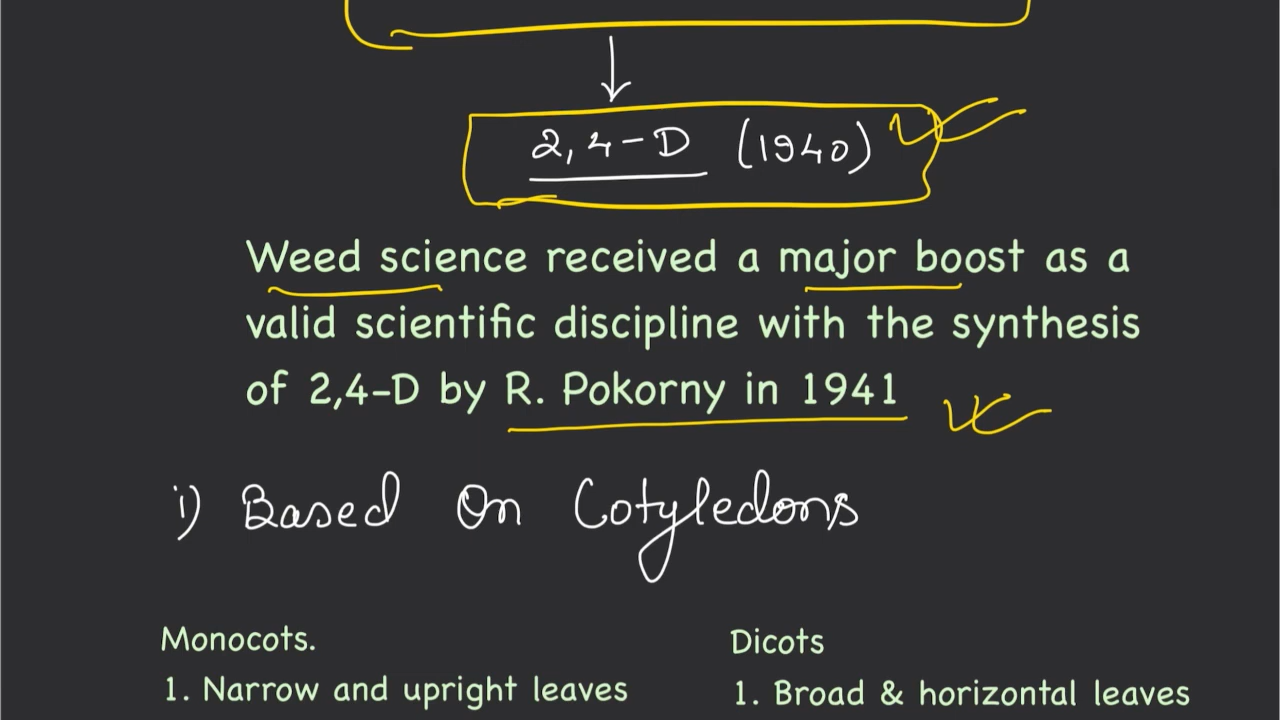 2,4-D (1940)
Weed science received a major boost as a
valid scientific discipline with the synthesis
of 2,4-D by R. Pokorny in 1941
i) Based On Cotyledons
Monocots.
Dicots
1. Narrow and upright leaves
1. Broad & horizontal leaves